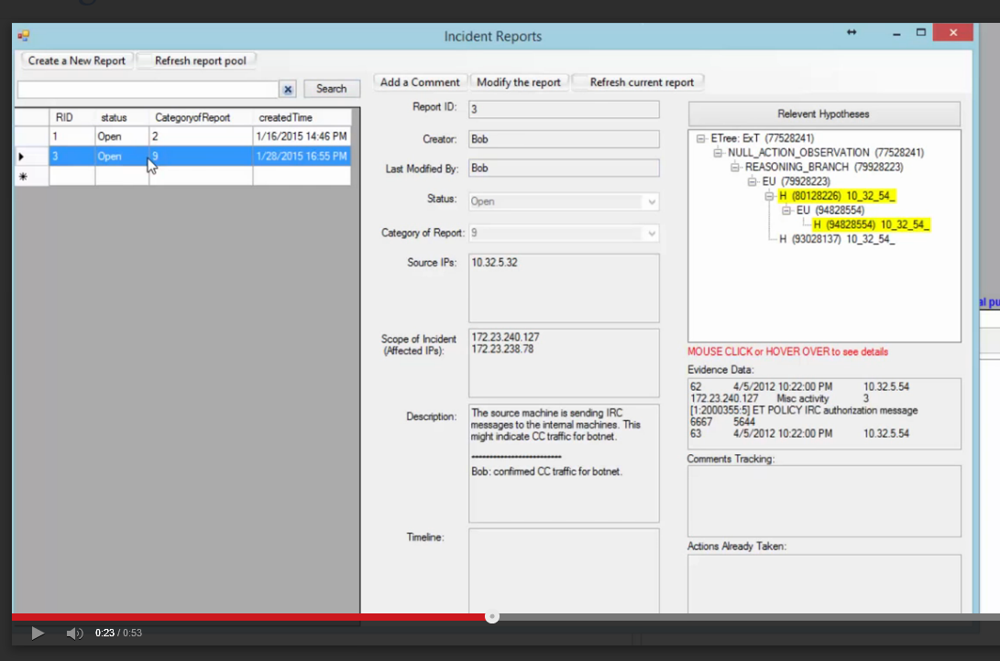 Incident Reports
Create a New Report
Refresh report pool
Search
RID status CategoryofReport createdTime
1 Open 2 1/16/2015 14:46 PM
3 Open 9 1/28/2015 16:55 PM
Add a Comment
Modify the report
Refresh current report
Report ID: 3
Creator: Bob
Last Modified By: Bob
Status: Open
Category of Report: 9
Source IPs: 10.32.5.32
Scope of Incident
(Affected IPs):
172.23.240.127
172.23.238.78
Description:
The source machine is sending IRC
messages to the internal machines. This
might indicate CC traffic for botnet.
-------------------------
Bob: confirmed CC traffic for botnet.
Timeline:
Relevent Hypotheses
ETree: ExT (77528241)
NULL_ACTION_OBSERVATION (77528241)
REASONING_BRANCH (79928223)
EU (79928223)
H (80128226) 10_32_54_
EU (94828554)
H (94828554) 10_32_54_
H (93028137) 10_32_54_
MOUSE CLICK or HOVER OVER to see details
Evidence Data:
62 4/5/2012 10:22:00 PM 10.32.5.54
172.23.240.127 Misc activity 3
[1:2000355:5] ET POLICY IRC authorization message
6667 5644
63 4/5/2012 10:22:00 PM 10.32.5.54
Comments Tracking:
Actions Already Taken:
0:23 / 0:53